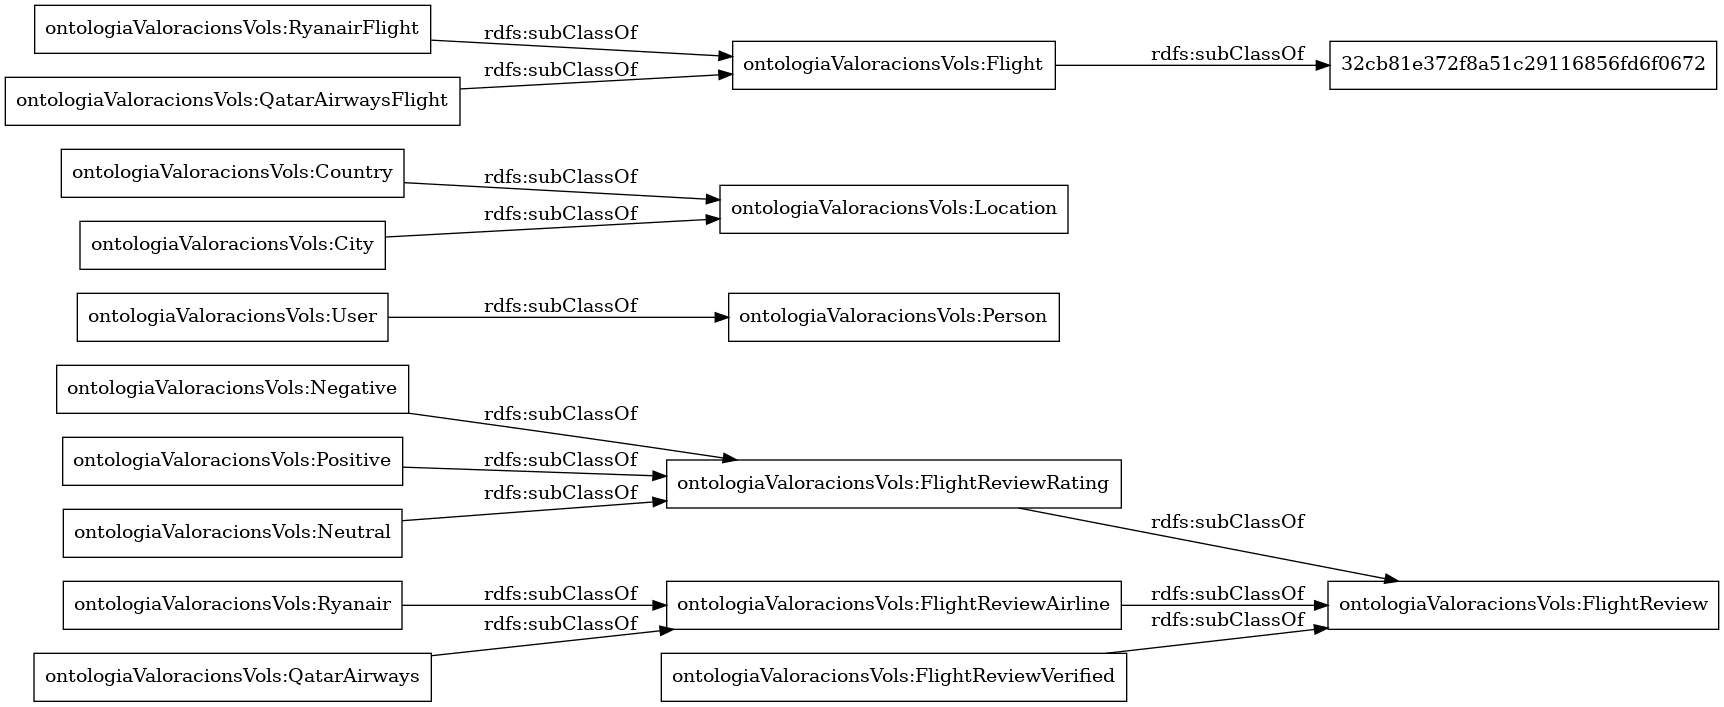 ontologiaValoracionsVols:RyanairFlight
rdfs:subClassOf
ontologiaValoracionsVols:QatarAirwaysFlight
rdfs:subClassOf
ontologiaValoracionsVols:Flight
rdfs:subClassOf
32cb81e372f8a51c29116856fd6f0672
ontologiaValoracionsVols:Country
rdfs:subClassOf
ontologiaValoracionsVols:City
rdfs:subClassOf
ontologiaValoracionsVols:Location
ontologiaValoracionsVols:User
rdfs:subClassOf
ontologiaValoracionsVols:Person
ontologiaValoracionsVols:Negative
rdfs:subClassOf
ontologiaValoracionsVols:Positive
rdfs:subClassOf
ontologiaValoracionsVols:Neutral
rdfs:subClassOf
ontologiaValoracionsVols:FlightReviewRating
rdfs:subClassOf
ontologiaValoracionsVols:Ryanair
rdfs:subClassOf
ontologiaValoracionsVols:QatarAirways
rdfs:subClassOf
ontologiaValoracionsVols:FlightReviewAirline
rdfs:subClassOf
ontologiaValoracionsVols:FlightReviewVerified
rdfs:subClassOf
ontologiaValoracionsVols:FlightReview